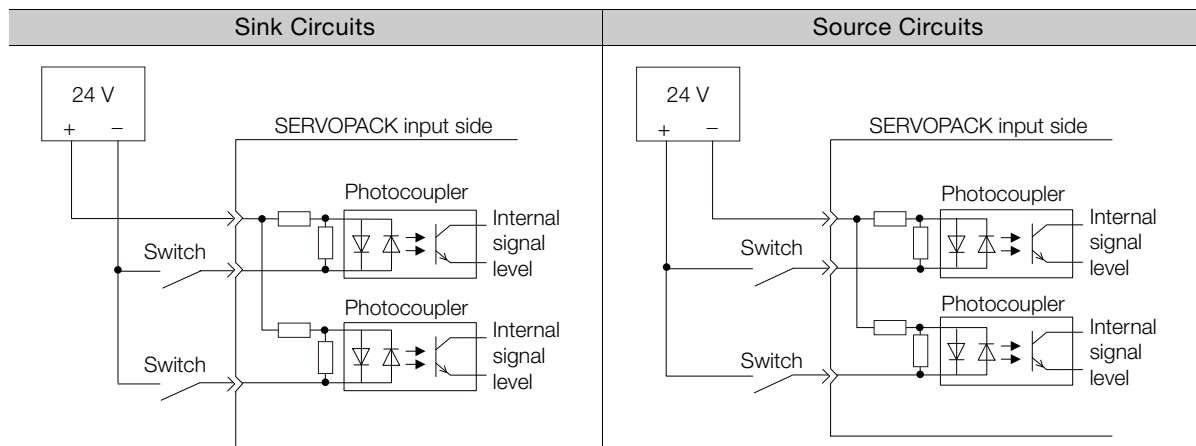 Sink Circuits
Source Circuits
24 V
+ −
SERVOPACK input side
Photocoupler
Internal
signal
level
Switch
Photocoupler
Internal
signal
level
Switch
24 V
+ −
SERVOPACK input side
Photocoupler
Internal
signal
level
Switch
Photocoupler
Internal
signal
level
Switch